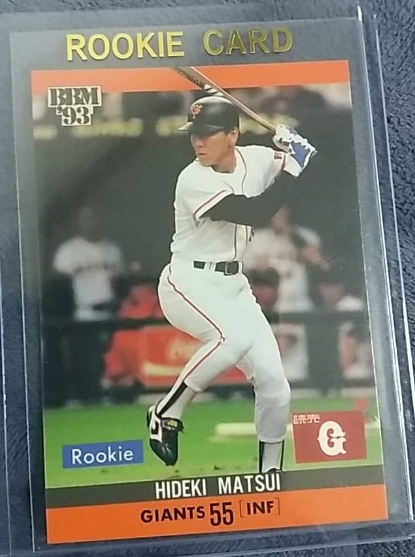 ROOKIE CARD
BBM
'93
Rookie
読売
G
HIDEKI MATSUI
GIANTS 55 [INF]